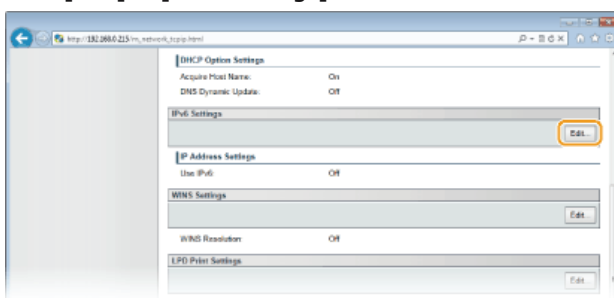 http://192.168.0.215/m_network_tcpip.html
DHCP Option Settings
Acquire Host Name: On
DNS Dynamic Update: Off
IPv6 Settings
Edit...
IP Address Settings
Use IPv6: Off
WINS Settings
Edit...
WINS Resolution: Off
LPD Print Settings
Edit...